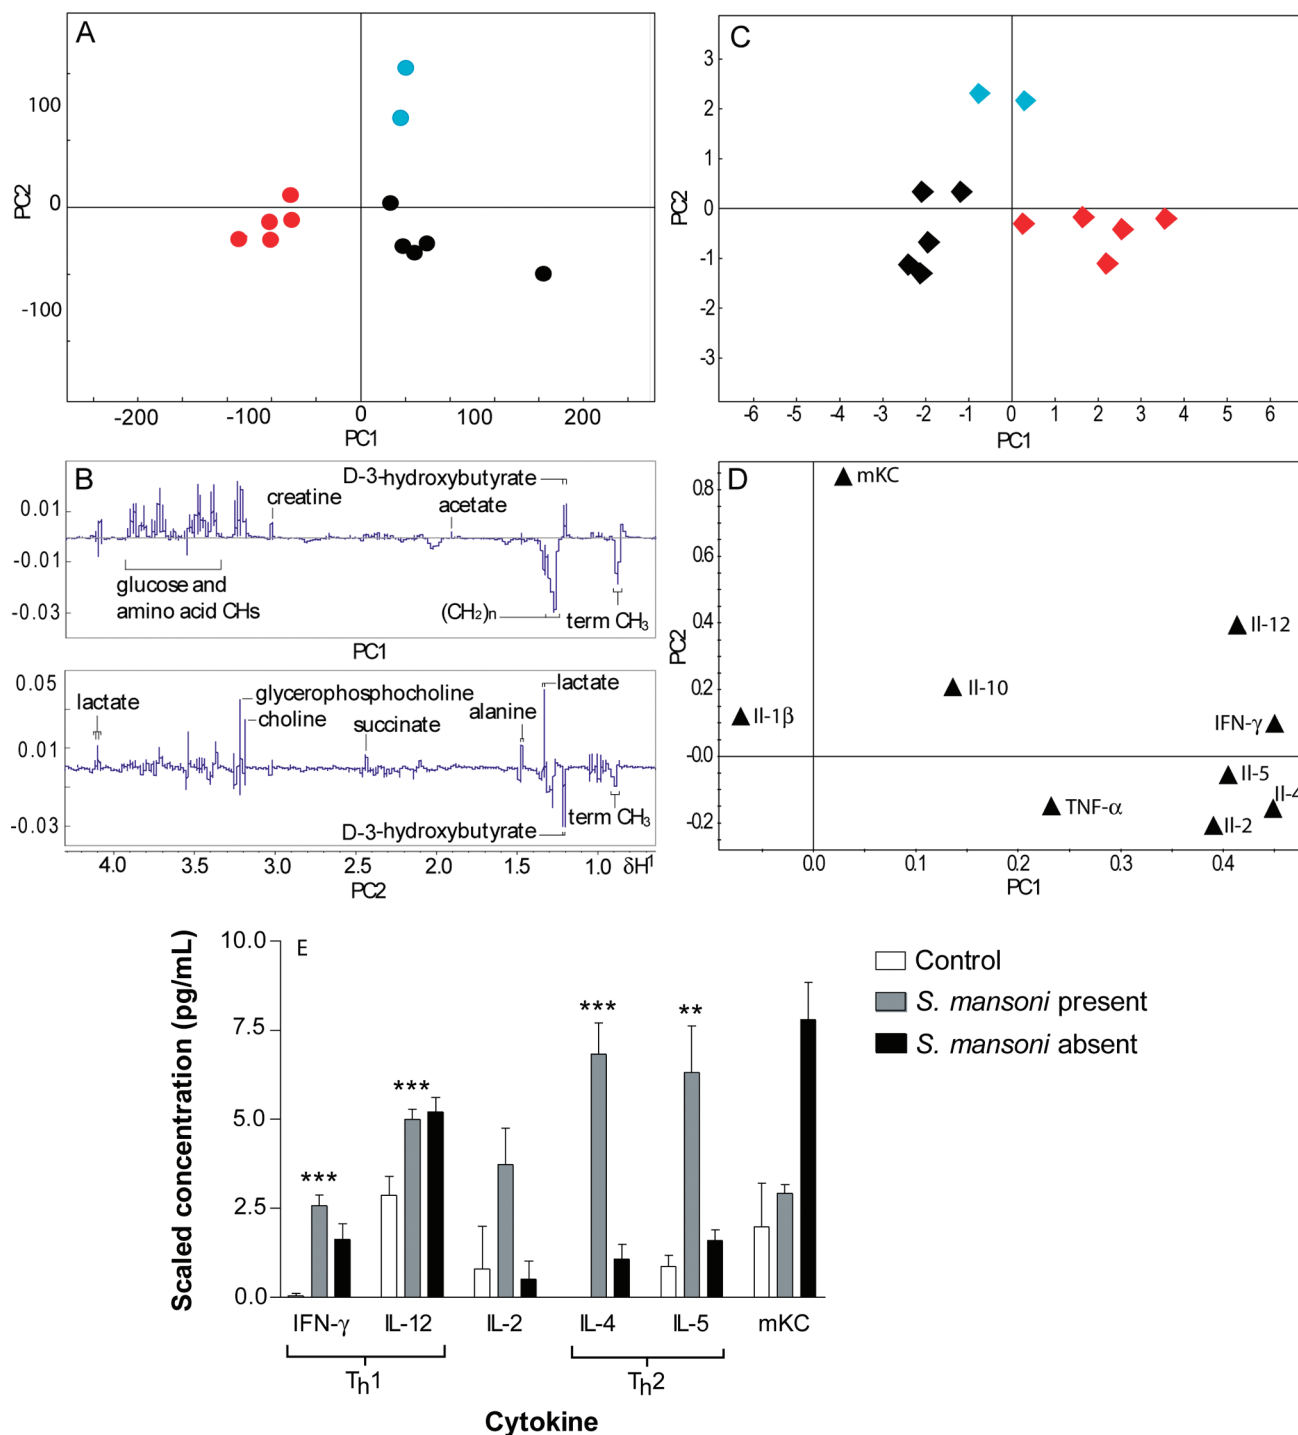 A
PC2
100
0
-100
-200
-100
0
100
200
PC1
C
PC2
3
2
1
0
-1
-2
-3
-6
-5
-4
-3
-2
-1
0
1
2
3
4
5
6
PC1
B
0.01
-0.01
-0.03
D-3-hydroxybutyrate
creatine
acetate
glucose and
amino acid CHs
(CH2)n
term CH3
PC1
0.05
0.01
-0.03
lactate
glycerophosphocholine
choline
succinate
alanine
lactate
D-3-hydroxybutyrate
term CH3
4.0
3.5
3.0
2.5
2.0
1.5
1.0
δH1
PC2
D
PC2
0.8
0.6
0.4
0.2
-0.0
-0.2
mKC
Il-12
Il-10
Il-1β
IFN-γ
Il-5
Il-4
TNF-α
Il-2
0.0
0.1
0.2
0.3
0.4
PC1
E
Scaled concentration (pg/mL)
10.0
7.5
5.0
2.5
0.0
***
***
***
**
IFN-γ
IL-12
IL-2
IL-4
IL-5
mKC
Th1
Th2
Cytokine
Control
S. mansoni present
S. mansoni absent